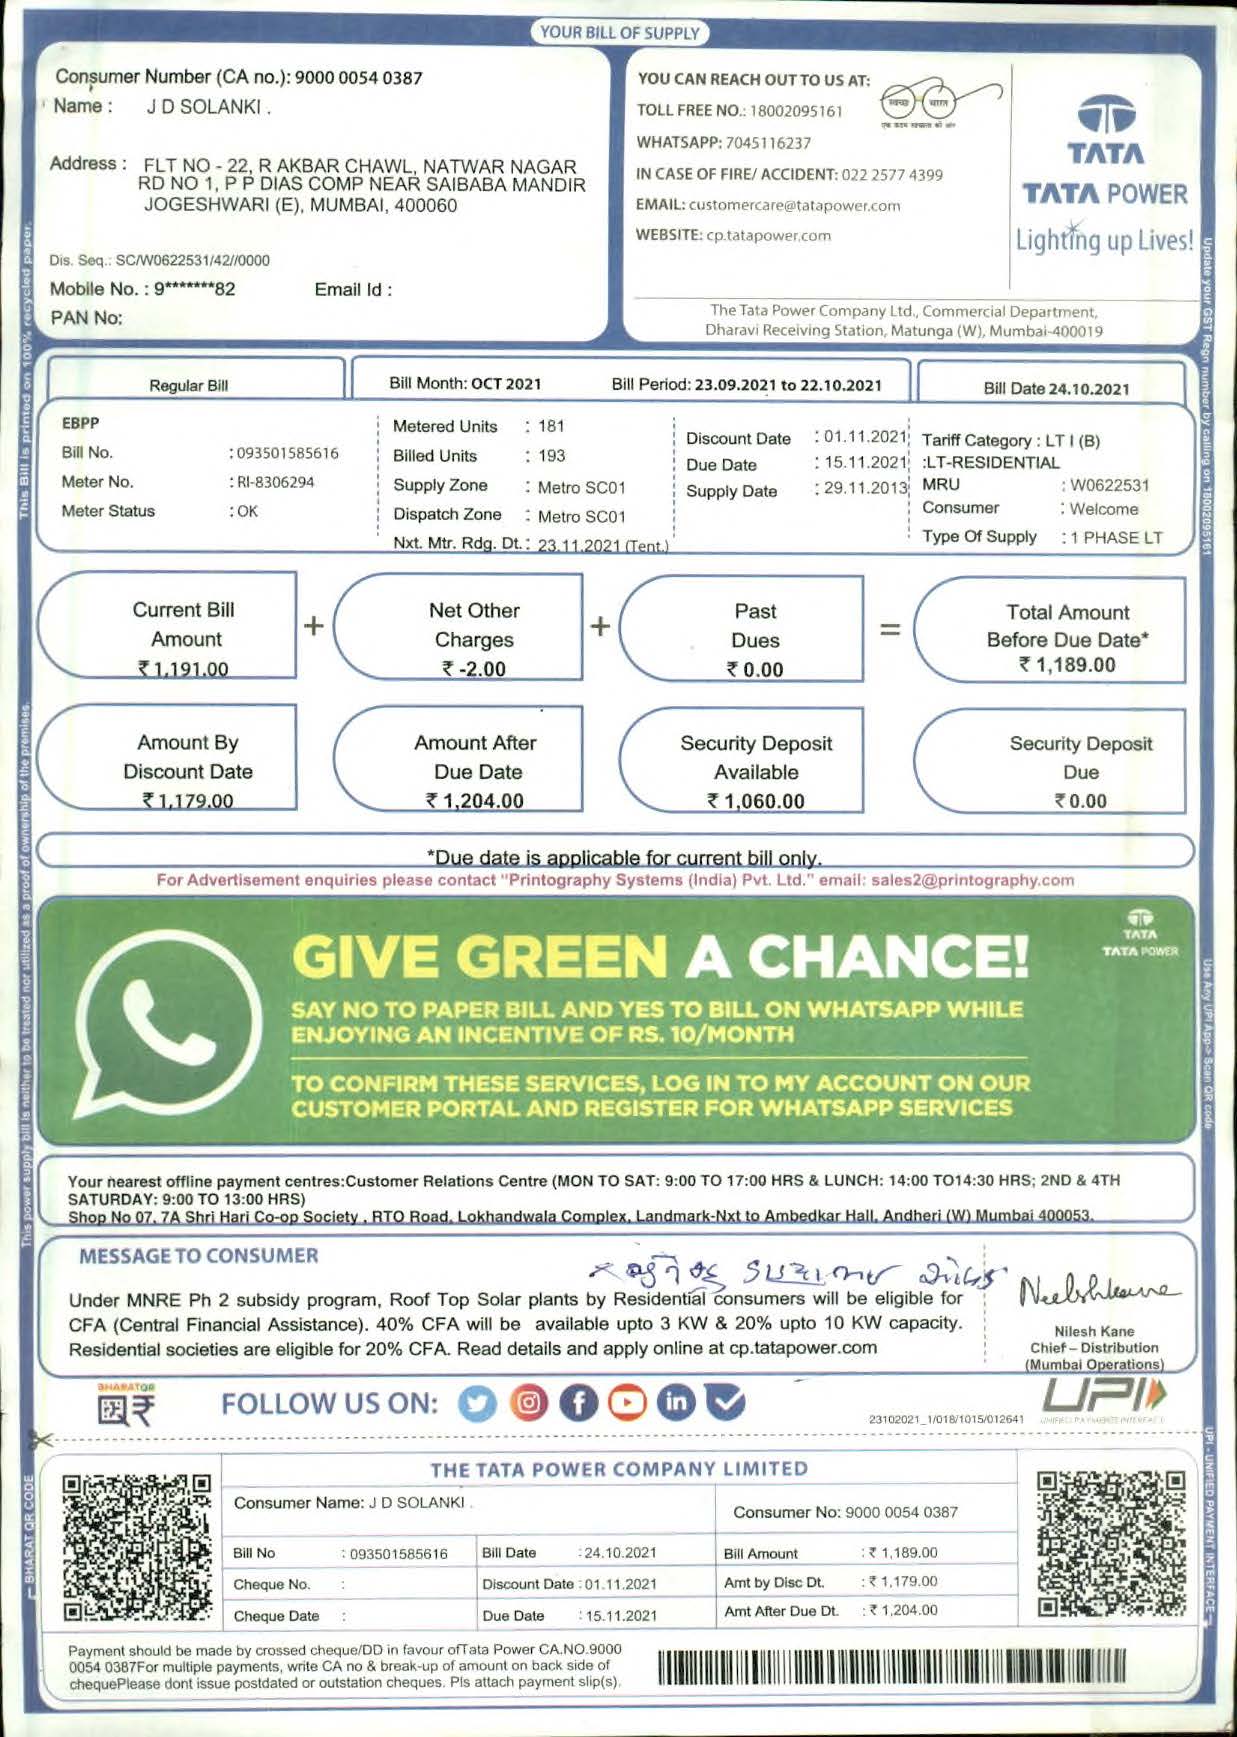 YOUR BILL OF SUPPLY
Consumer Number (CA no.): 9000 0054 0387
Name : J D SOLANKI .
Address : FLT NO - 22, R AKBAR CHAWL, NATWAR NAGAR
RD NO 1, P P DIAS COMP NEAR SAIBABA MANDIR
JOGESHWARI (E), MUMBAI, 400060
Dis. Seq.: SC/W0622531/42//0000
Mobile No. : 9*******82 Email Id :
PAN No:
YOU CAN REACH OUT TO US AT:
TOLL FREE NO.: 18002095161
WHATSAPP: 7045116237
IN CASE OF FIRE/ ACCIDENT: 022 2577 4399
EMAIL: customercare@tatapower.com
WEBSITE: cp.tatapower.com
स्वच्छ भारत
एक कदम स्वच्छता की ओर
TATA
TATA POWER
Lighting up Lives!
The Tata Power Company Ltd., Commercial Department,
Dharavi Receiving Station, Matunga (W), Mumbai-400019
This Bill is printed on 100% recycled paper.
Update your GST Regn number by calling on 18002095161
Regular Bill
Bill Month: OCT 2021 Bill Period: 23.09.2021 to 22.10.2021
Bill Date 24.10.2021
EBPP
Bill No. : 093501585616
Meter No. : RI-8306294
Meter Status : OK
Metered Units : 181
Billed Units : 193
Supply Zone : Metro SC01
Dispatch Zone : Metro SC01
Nxt. Mtr. Rdg. Dt. : 23.11.2021 (Tent.)
Discount Date : 01.11.2021
Due Date : 15.11.2021
Supply Date : 29.11.2013
Tariff Category : LT I (B)
:LT-RESIDENTIAL
MRU : W0622531
Consumer : Welcome
Type Of Supply : 1 PHASE LT
Current Bill
Amount
₹ 1,191.00
+
Net Other
Charges
₹ -2.00
+
Past
Dues
₹ 0.00
=
Total Amount
Before Due Date*
₹ 1,189.00
Amount By
Discount Date
₹ 1,179.00
Amount After
Due Date
₹ 1,204.00
Security Deposit
Available
₹ 1,060.00
Security Deposit
Due
₹ 0.00
This power supply bill is neither to be treated nor utilized as a proof of ownership of the premises.
*Due date is applicable for current bill only.
For Advertisement enquiries please contact "Printography Systems (India) Pvt. Ltd." email: sales2@printography.com
GIVE GREEN A CHANCE!
SAY NO TO PAPER BILL AND YES TO BILL ON WHATSAPP WHILE
ENJOYING AN INCENTIVE OF RS. 10/MONTH
TO CONFIRM THESE SERVICES, LOG IN TO MY ACCOUNT ON OUR
CUSTOMER PORTAL AND REGISTER FOR WHATSAPP SERVICES
TATA
TATA POWER
Use Any UPI App-> Scan QR code
Your nearest offline payment centres:Customer Relations Centre (MON TO SAT: 9:00 TO 17:00 HRS & LUNCH: 14:00 TO14:30 HRS; 2ND & 4TH
SATURDAY: 9:00 TO 13:00 HRS)
Shop No 07, 7A Shri Hari Co-op Society , RTO Road, Lokhandwala Complex, Landmark-Nxt to Ambedkar Hall, Andheri (W) Mumbai 400053.
MESSAGE TO CONSUMER
Under MNRE Ph 2 subsidy program, Roof Top Solar plants by Residential consumers will be eligible for
CFA (Central Financial Assistance). 40% CFA will be available upto 3 KW & 20% upto 10 KW capacity.
Residential societies are eligible for 20% CFA. Read details and apply online at cp.tatapower.com
Nilesh Kane
Chief – Distribution
(Mumbai Operations)
BHARATQR
FOLLOW US ON:
23102021_1/018/1015/012641
UPI
UNIFIED PAYMENTS INTERFACE
BHARAT QR CODE
UPI - UNIFIED PAYMENT INTERFACE
THE TATA POWER COMPANY LIMITED
Consumer Name: J D SOLANKI .
Consumer No: 9000 0054 0387
Bill No : 093501585616 Bill Date : 24.10.2021 Bill Amount : ₹ 1,189.00
Cheque No. : Discount Date : 01.11.2021 Amt by Disc Dt. : ₹ 1,179.00
Cheque Date : Due Date : 15.11.2021 Amt After Due Dt. : ₹ 1,204.00
Payment should be made by crossed cheque/DD in favour ofTata Power CA.NO.9000
0054 0387For multiple payments, write CA no & break-up of amount on back side of
chequePlease dont issue postdated or outstation cheques. Pls attach payment slip(s).